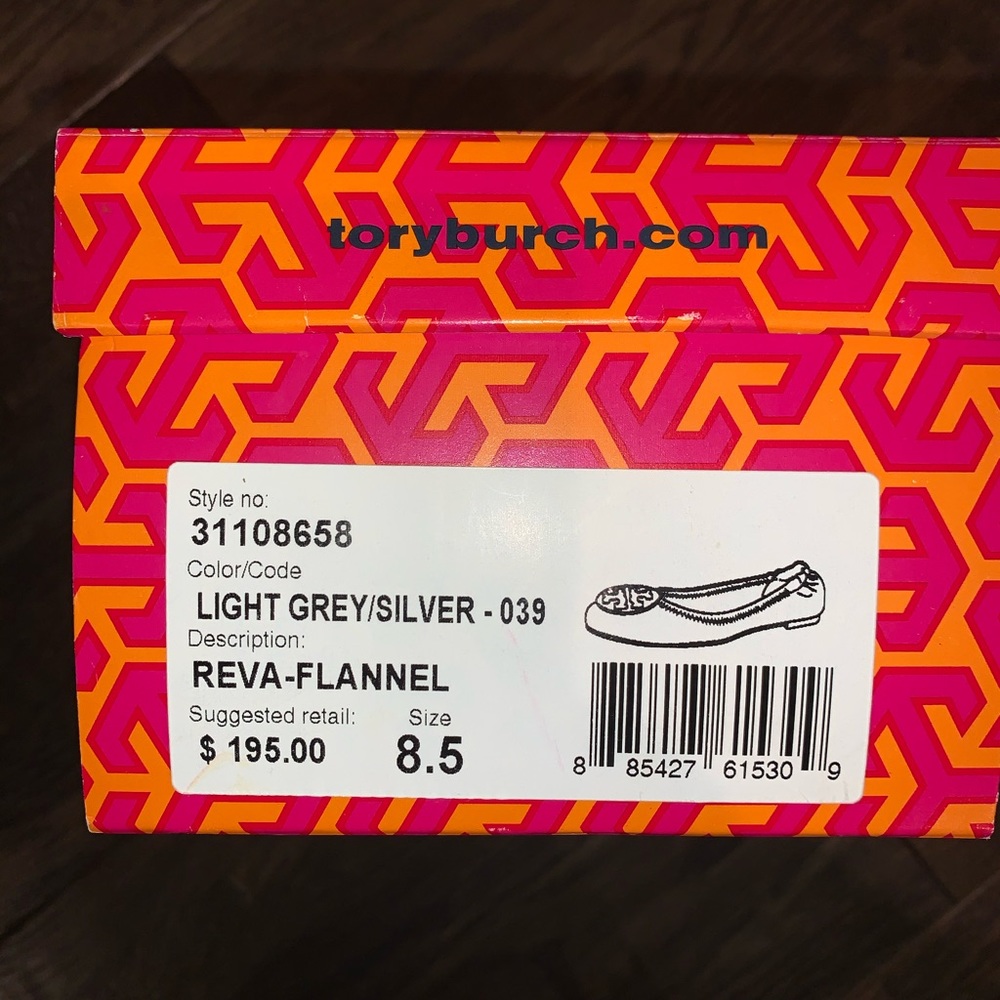 toryburch.com
Style no:
31108658
Color/Code
LIGHT GREY/SILVER - 039
Description:
REVA-FLANNEL
Suggested retail: Size
$ 195.00 8.5
8 85427 61530 9